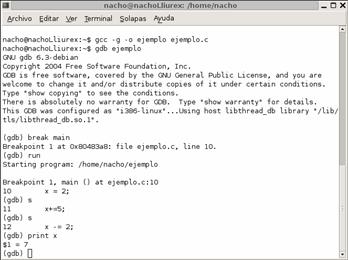 nacho@nachoLliurex: /home/nacho
Archivo Editar Ver Terminal Solapas Ayuda
nacho@nachoLliurex:~$ gcc -g -o ejemplo ejemplo.c
nacho@nachoLliurex:~$ gdb ejemplo
GNU gdb 6.3-debian
Copyright 2004 Free Software Foundation, Inc.
GDB is free software, covered by the GNU General Public License, and you are
welcome to change it and/or distribute copies of it under certain conditions.
Type "show copying" to see the conditions.
There is absolutely no warranty for GDB.  Type "show warranty" for details.
This GDB was configured as "i386-linux"...Using host libthread_db library "/lib/
tls/libthread_db.so.1".
(gdb) break main
Breakpoint 1 at 0x80483a8: file ejemplo.c, line 10.
(gdb) run
Starting program: /home/nacho/ejemplo
Breakpoint 1, main () at ejemplo.c:10
10 x = 2;
(gdb) s
11 x+=5;
(gdb) s
12 x -= 2;
(gdb) print x
$1 = 7
(gdb)